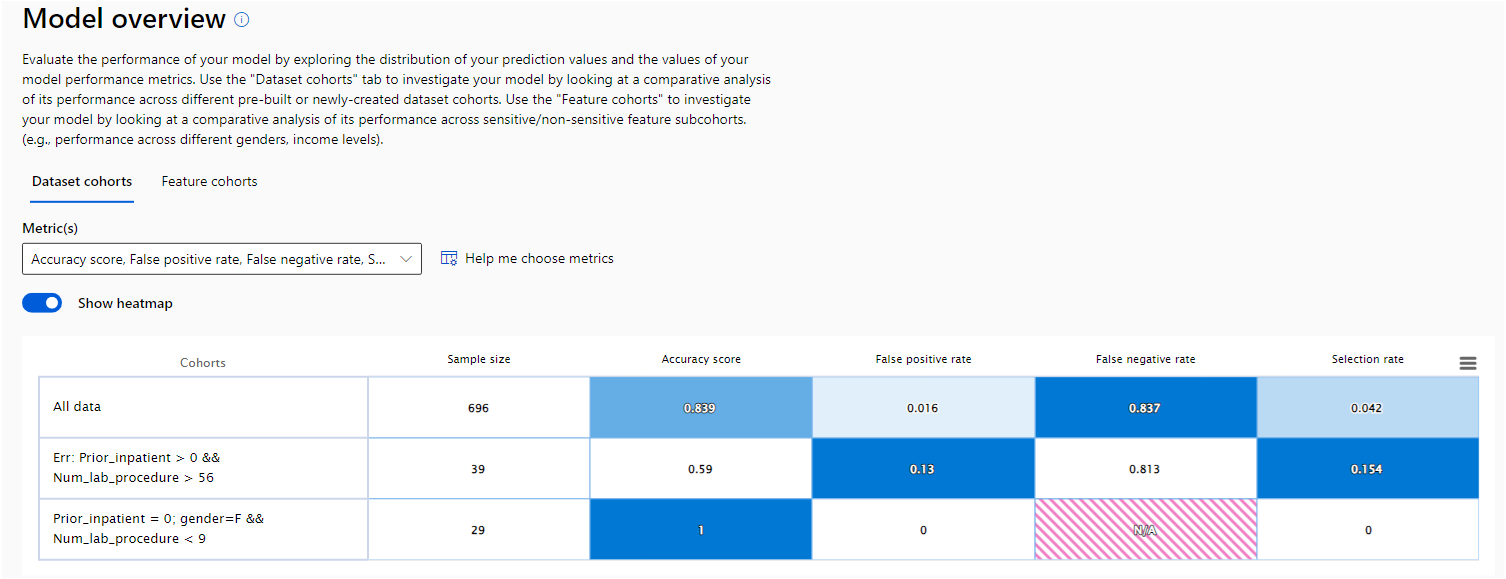 Model overview
Evaluate the performance of your model by exploring the distribution of your prediction values and the values of your
model performance metrics. Use the "Dataset cohorts" tab to investigate your model by looking at a comparative analysis
of its performance across different pre-built or newly-created dataset cohorts. Use the "Feature cohorts" to investigate
your model by looking at a comparative analysis of its performance across sensitive/non-sensitive feature subcohorts.
(e.g., performance across different genders, income levels).
Dataset cohorts Feature cohorts
Metric(s)
Accuracy score, False positive rate, False negative rate, S... Help me choose metrics
Show heatmap
Cohorts Sample size Accuracy score False positive rate False negative rate Selection rate
All data 696 0.839 0.016 0.837 0.042
Err: Prior_inpatient > 0 &&
Num_lab_procedure > 56 39 0.59 0.13 0.813 0.154
Prior_inpatient = 0; gender=F &&
Num_lab_procedure < 9 29 1 0 N/A 0